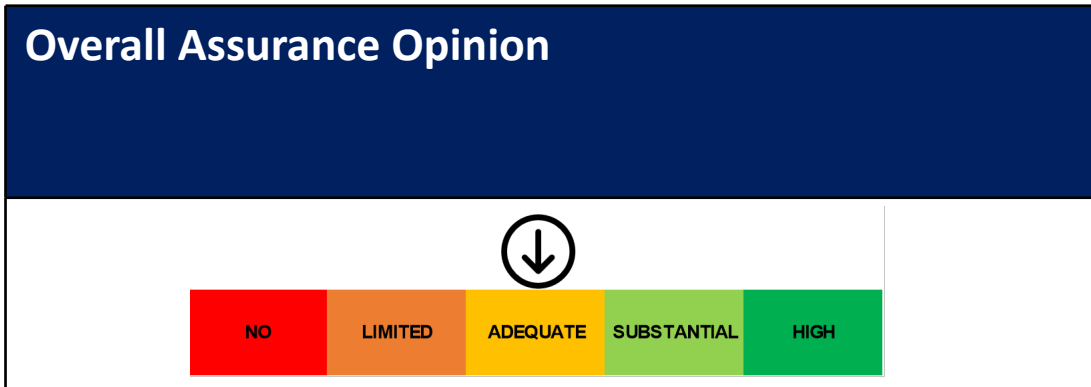 Overall Assurance Opinion
NO LIMITED ADEQUATE SUBSTANTIAL HIGH